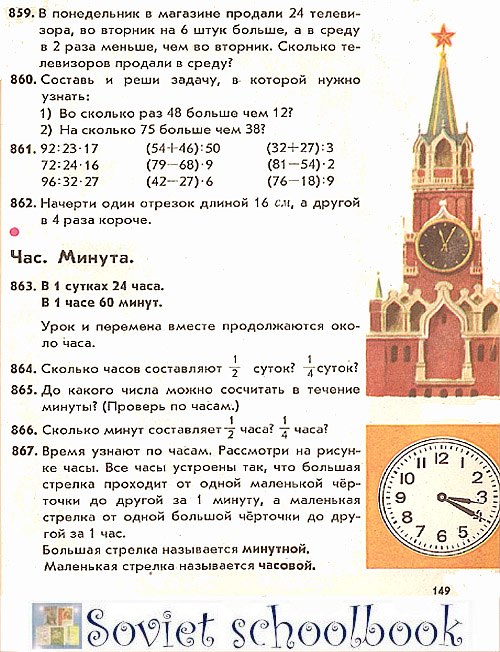 859. В понедельник в магазине продали 24 телеви-
зора, во вторник на 6 штук больше, а в среду
в 2 раза меньше, чем во вторник. Сколько те-
левизоров продали в среду?
860. Составь и реши задачу, в которой нужно
узнать:
1) Во сколько раз 48 больше чем 12?
2) На сколько 75 больше чем 38?
861. 92:23·17 (54+46):50 (32+27):3
72:24·16 (79—68)·9 (81—54)·2
96:32·27 (42—27)·6 (76—18):9
862. Начерти один отрезок длиной 16 см, а другой
в 4 раза короче.
Час. Минута.
863. В 1 сутках 24 часа.
В 1 часе 60 минут.
Урок и перемена вместе продолжаются око-
ло часа.
864. Сколько часов составляют 1/2 суток? 1/4 суток?
865. До какого числа можно сосчитать в течение
минуты? (Проверь по часам.)
866. Сколько минут составляет 1/2 часа? 1/4 часа?
867. Время узнают по часам. Рассмотри на рисун-
ке часы. Все часы устроены так, что большая
стрелка проходит от одной маленькой чёр-
точки до другой за 1 минуту, а маленькая
стрелка от одной большой чёрточки до дру-
гой за 1 час.
Большая стрелка называется минутной.
Маленькая стрелка называется часовой.
12
11 1
10 2
9 3
8 4
7 5
6
149
Soviet schoolbook